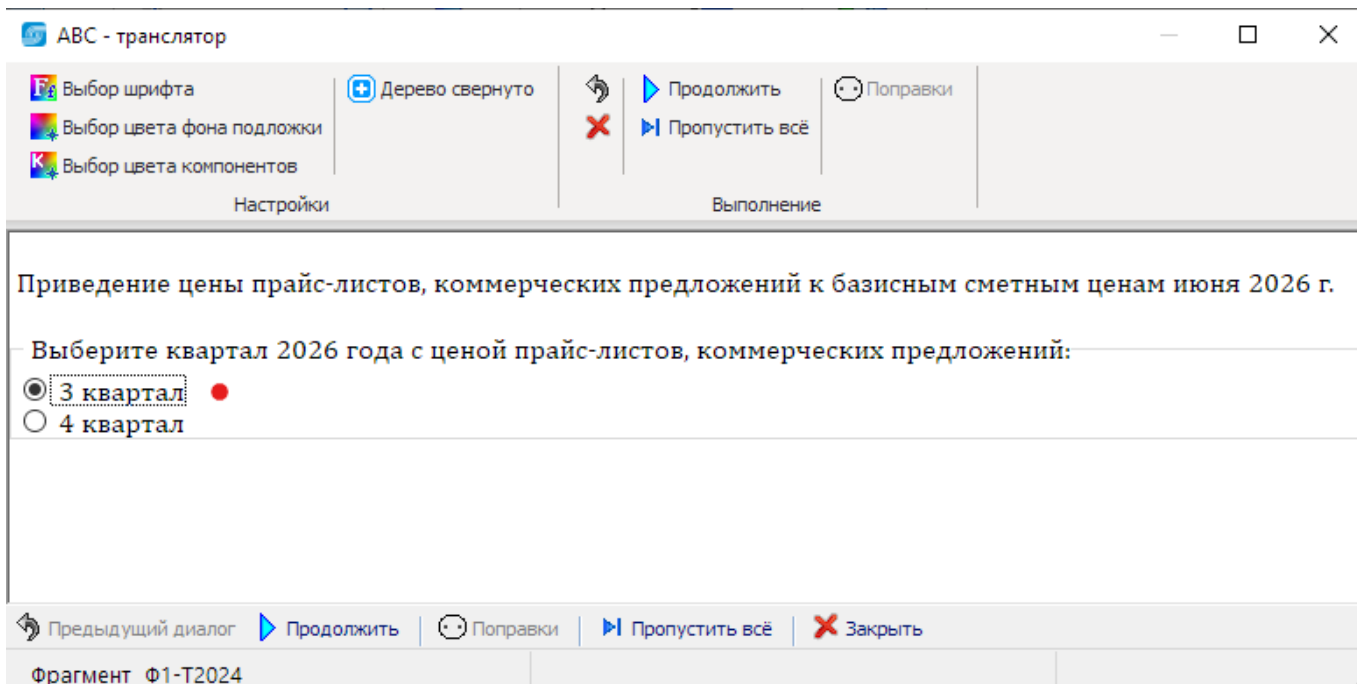 АВС - транслятор
Выбор шрифта
Дерево свернуто
Продолжить
Поправки
Выбор цвета фона подложки
Пропустить всё
Выбор цвета компонентов
Настройки
Выполнение
Приведение цены прайс-листов, коммерческих предложений к базисным сметным ценам июня 2026 г.
Выберите квартал 2026 года с ценой прайс-листов, коммерческих предложений:
3 квартал
4 квартал
Предыдущий диалог Продолжить Поправки Пропустить всё Закрыть
Фрагмент Ф1-Т2024